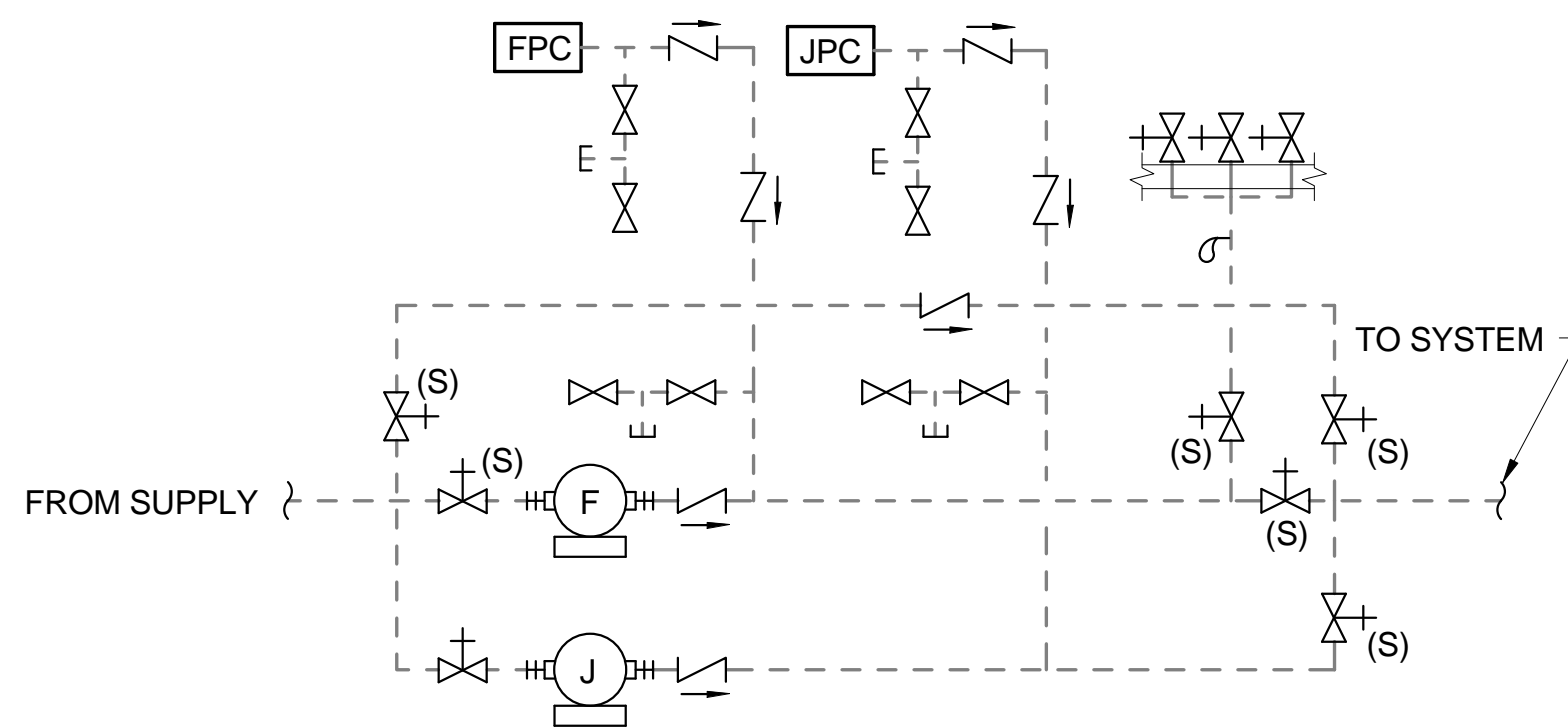 FPC
JPC
TO SYSTEM
(S)
(S)
(S)
(S)
FROM SUPPLY
F
(S)
(S)
J